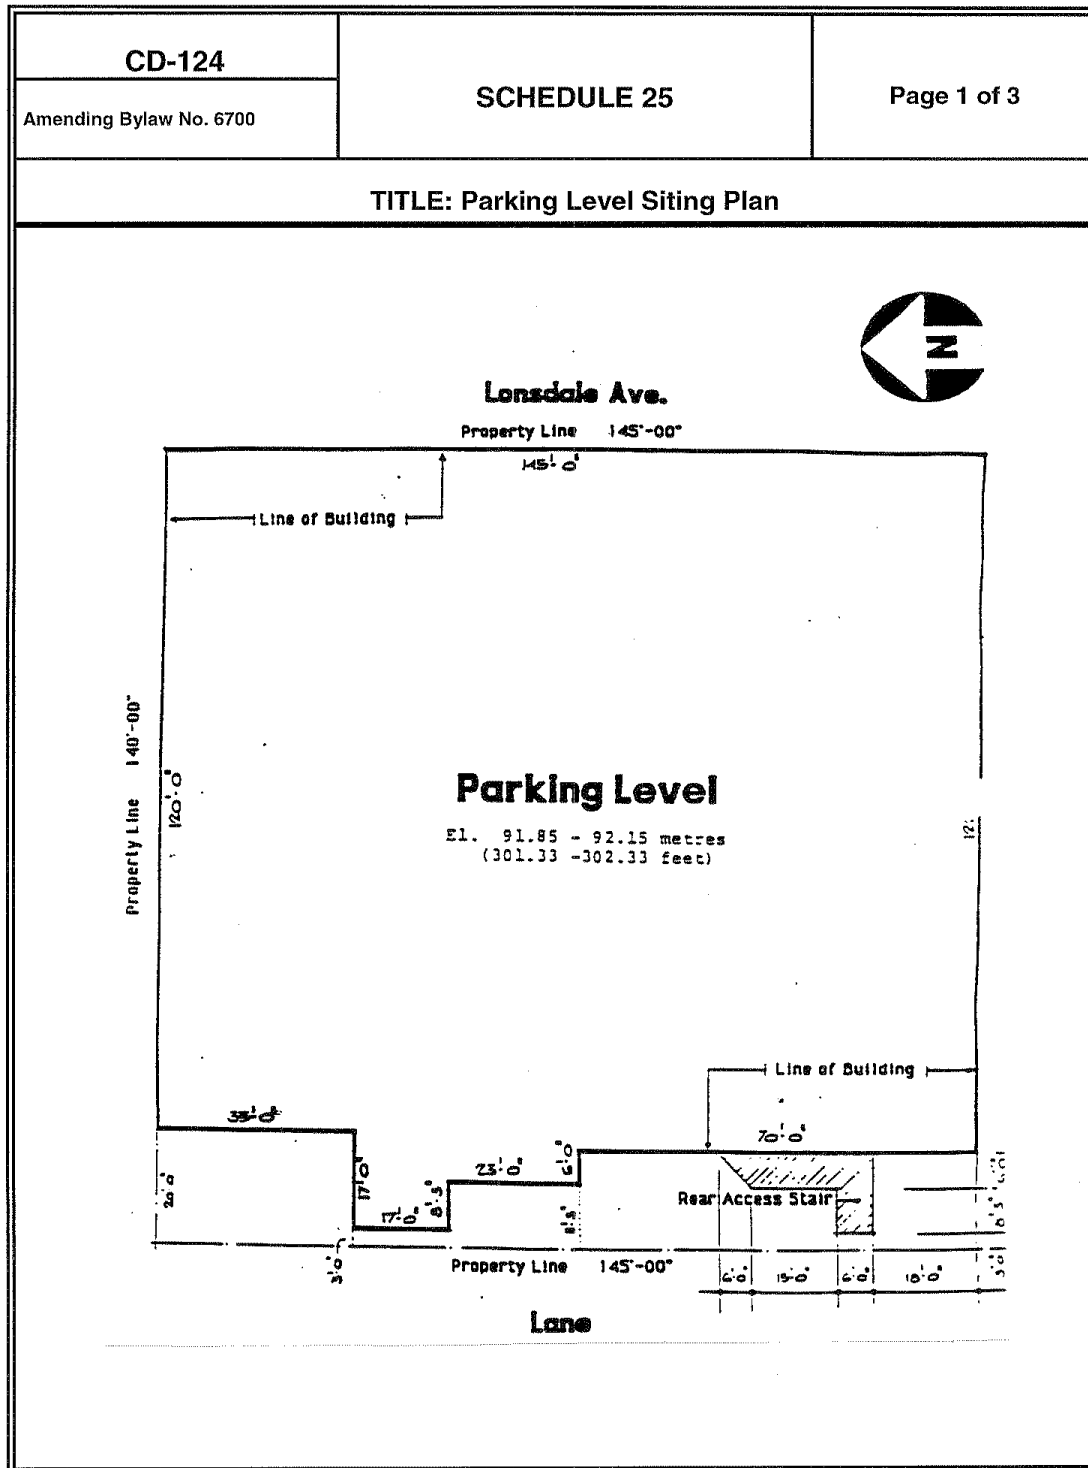 CD-124
Amending Bylaw No. 6700
SCHEDULE 25
Page 1 of 3
TITLE: Parking Level Siting Plan
N
Lonsdale Ave.
Property Line 145'-00"
145'-0"
Line of Building
Property Line 140'-00"
120'-0"
Parking Level
El. 91.85 - 92.15 metres
(301.33 -302.33 feet)
12
Line of Building
33'-0"
70'-0"
17'-0"
23'-0"
6'-0"
20'-0"
17'-0"
8'-5"
Rear Access Stair
3'-0"
Property Line 145'-00"
6'-0"
15'-0"
6'-0"
18'-0"
Lane